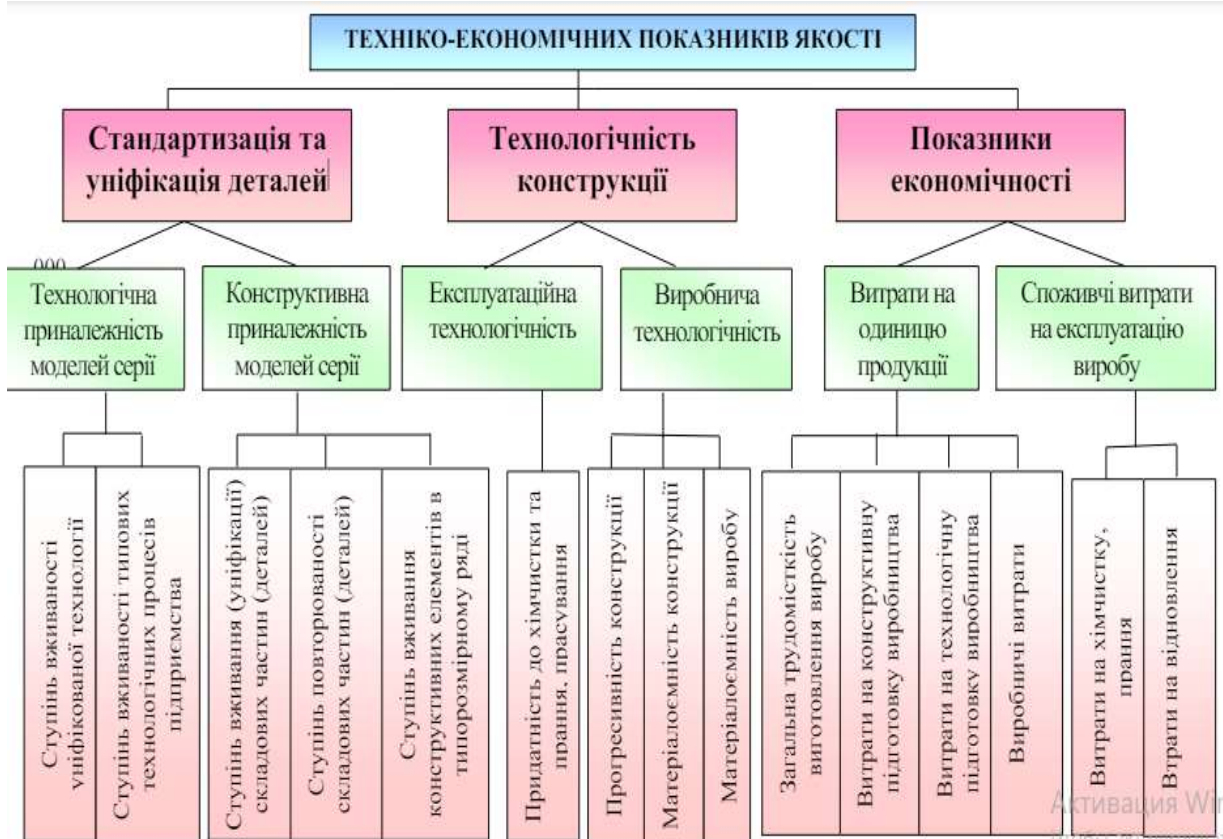 ТЕХНІКО-ЕКОНОМІЧНИХ ПОКАЗНИКІВ ЯКОСТІ
Стандартизація та
уніфікація деталей
Технологічність
конструкції
Показники
економічності
Технологічна
приналежність
моделей серії
Конструктивна
приналежність
моделей серії
Експлуатаційна
технологічність
Виробнича
технологічність
Витрати на
одиницю
продукції
Споживчі витрати
на експлуатацію
виробу
Ступінь вживаності
уніфікованої технології
Ступінь вживаності типових
технологічних процесів
підприємства
Ступінь вживання (уніфікації)
складових частин (деталей)
Ступінь повторюваності
складових частин (деталей)
Ступінь вживання
конструктивних елементів в
типорозмірному ряді
Придатність до хімчистки та
прання, прасування
Прогресивність конструкції
Матеріалоємність конструкції
Матеріалоємність виробу
Загальна трудомісткість
виготовлення виробу
Витрати на конструктивну
підготовку виробництва
Витрати на технологічну
підготовку виробництва
Виробничі витрати
Витрати на хімчистку,
прання
Втрати на відновлення
Активация Win